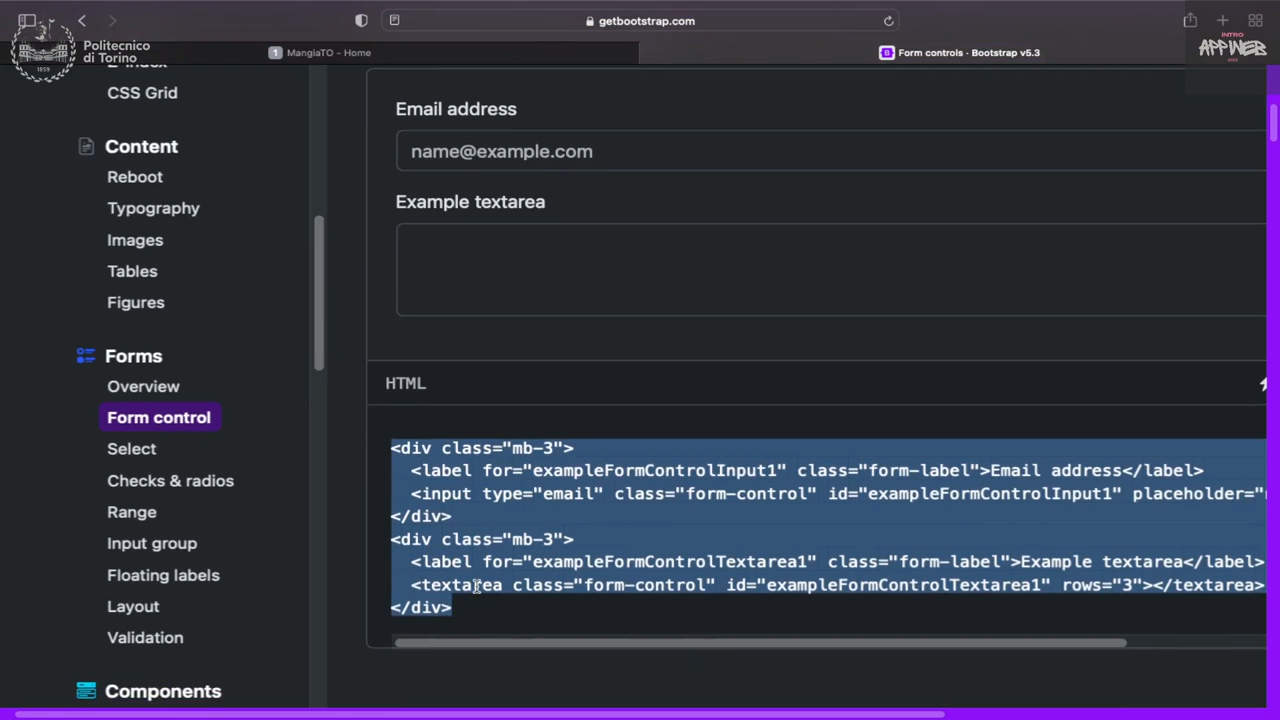 getbootstrap.com
Politecnico
di Torino
1859
1 MangiaTO - Home
B Form controls · Bootstrap v5.3
INTRO
APPWEB
CSS Grid
Content
Reboot
Typography
Images
Tables
Figures
Forms
Overview
Form control
Select
Checks & radios
Range
Input group
Floating labels
Layout
Validation
Components
Email address
name@example.com
Example textarea
HTML
<div class="mb-3">
<label for="exampleFormControlInput1" class="form-label">Email address</label>
<input type="email" class="form-control" id="exampleFormControlInput1" placeholder="
</div>
<div class="mb-3">
<label for="exampleFormControlTextarea1" class="form-label">Example textarea</label>
<textarea class="form-control" id="exampleFormControlTextarea1" rows="3"></textarea>
</div>